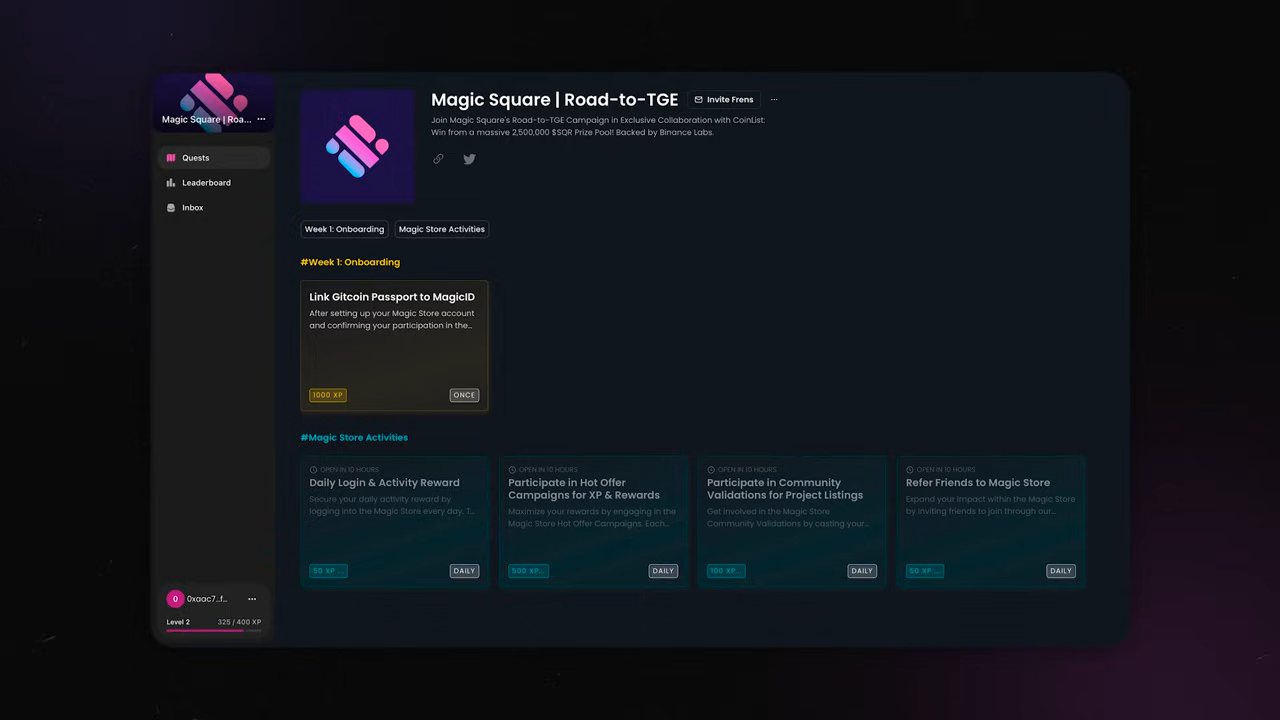 Magic Square | Roa...
Quests
Leaderboard
Inbox
0
0xaac7_f...
Level 2
325 / 400 XP
Magic Square | Road-to-TGE
Invite Frens
Join Magic Square's Road-to-TGE Campaign in Exclusive Collaboration with CoinList:
Win from a massive 2,500,000 $SQR Prize Pool! Backed by Binance Labs.
Week 1: Onboarding
Magic Store Activities
#Week 1: Onboarding
Link Gitcoin Passport to MagicID
After setting up your Magic Store account
and confirming your participation in the...
1000 XP
ONCE
#Magic Store Activities
OPEN IN 10 HOURS
Daily Login & Activity Reward
Secure your daily activity reward by
logging into the Magic Store every day. T...
50 XP ...
DAILY
OPEN IN 10 HOURS
Participate in Hot Offer
Campaigns for XP & Rewards
Maximize your rewards by engaging in the
Magic Store Hot Offer Campaigns. Each...
500 XP...
DAILY
OPEN IN 10 HOURS
Participate in Community
Validations for Project Listings
Get involved in the Magic Store
Community Validations by casting your...
100 XP...
DAILY
OPEN IN 10 HOURS
Refer Friends to Magic Store
Expand your impact within the Magic Store
by inviting friends to join through our...
50 XP ...
DAILY